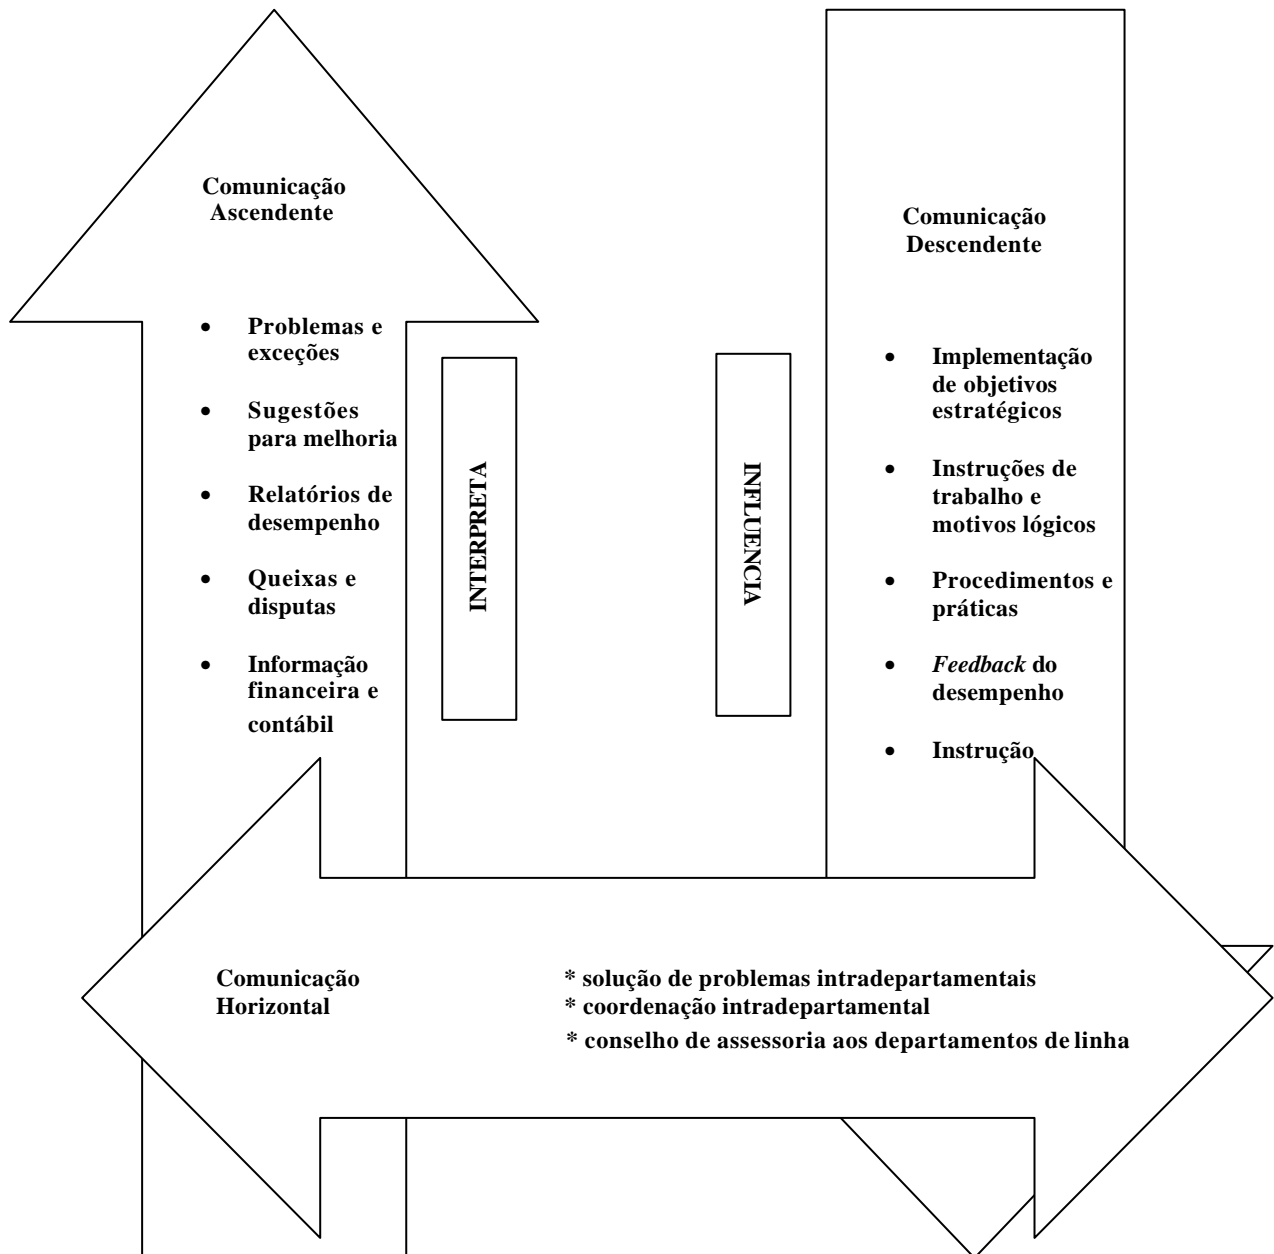 Comunicação
Ascendente
• Problemas e
exceções
• Sugestões
para melhoria
• Relatórios de
desempenho
• Queixas e
disputas
• Informação
financeira e
contábil
INTERPRETA
INFLUENCIA
Comunicação
Descendente
• Implementação
de objetivos
estratégicos
• Instruções de
trabalho e
motivos lógicos
• Procedimentos e
práticas
• Feedback do
desempenho
• Instrução
Comunicação
Horizontal
* solução de problemas intradepartamentais
* coordenação intradepartamental
* conselho de assessoria aos departamentos de linha